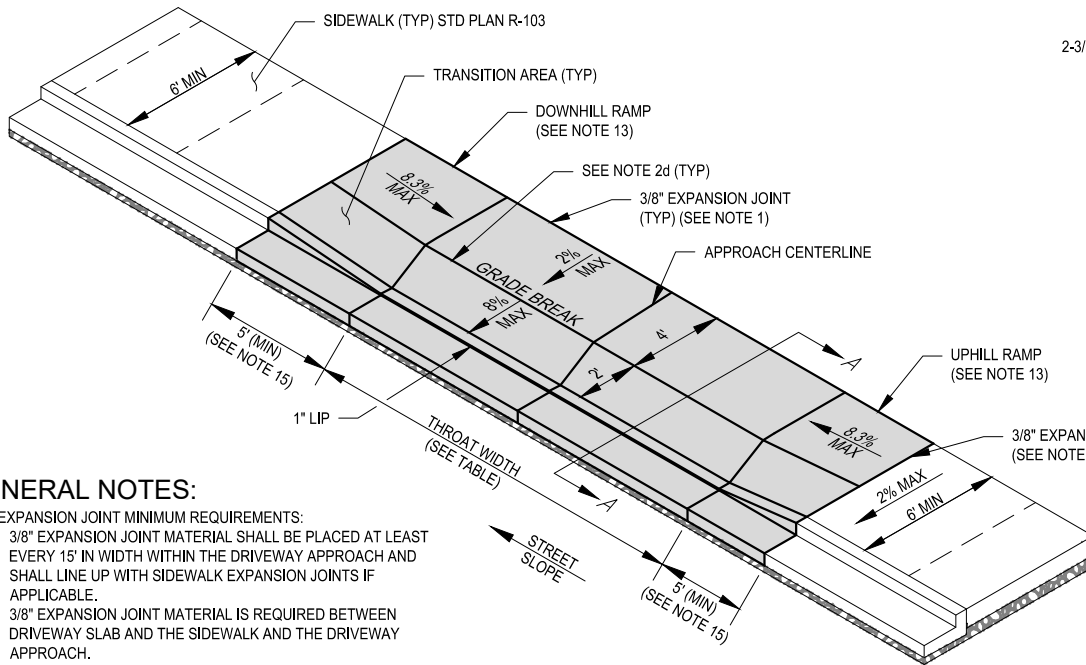 SIDEWALK (TYP) STD PLAN R-103
2-3/
6' MIN
TRANSITION AREA (TYP)
DOWNHILL RAMP
(SEE NOTE 13)
SEE NOTE 2d (TYP)
8.3%
MAX
3/8" EXPANSION JOINT
(TYP) (SEE NOTE 1)
2%
MAX
APPROACH CENTERLINE
GRADE BREAK
8%
MAX
4'
2'
A
5' (MIN)
(SEE NOTE 15)
UPHILL RAMP
(SEE NOTE 13)
1" LIP
THROAT WIDTH
(SEE TABLE)
8.3%
MAX
3/8" EXPAN
(SEE NOTE
2% MAX
6' MIN
A
STREET
SLOPE
5' (MIN)
(SEE NOTE 15)
NERAL NOTES:
EXPANSION JOINT MINIMUM REQUIREMENTS:
3/8" EXPANSION JOINT MATERIAL SHALL BE PLACED AT LEAST
EVERY 15' IN WIDTH WITHIN THE DRIVEWAY APPROACH AND
SHALL LINE UP WITH SIDEWALK EXPANSION JOINTS IF
APPLICABLE.
3/8" EXPANSION JOINT MATERIAL IS REQUIRED BETWEEN
DRIVEWAY SLAB AND THE SIDEWALK AND THE DRIVEWAY
APPROACH.